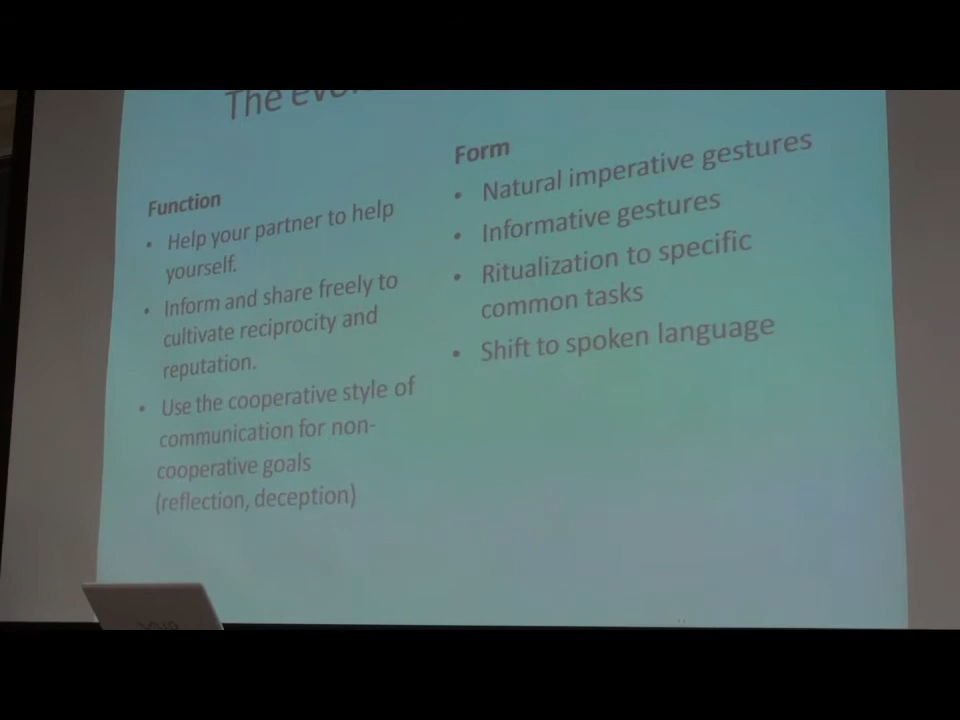 The
Function
• Help your partner to help
yourself.
• Inform and share freely to
cultivate reciprocity and
reputation.
• Use the cooperative style of
communication for non-
cooperative goals
(reflection, deception)
Form
• Natural imperative gestures
• Informative gestures
• Ritualization to specific
common tasks
• Shift to spoken language